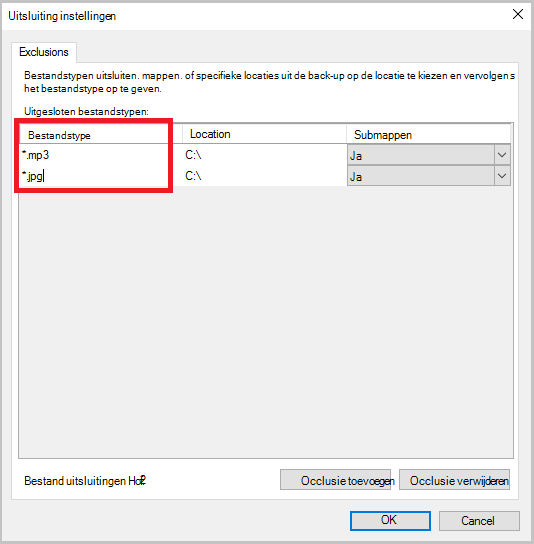 Uitsluiting instellingen
Exclusions
Bestandstypen uitsluiten. mappen. of specifieke locaties uit de back-up op de locatie te kiezen en vervolgens
het bestandstype op te geven.
Uitgesloten bestandstypen:
Bestandstype Location Submappen
*.mp3 C:\ Ja
*.jpg C:\ Ja
Bestand uitsluitingen
Occlusie toevoegen Occlusie verwijderen
OK Cancel